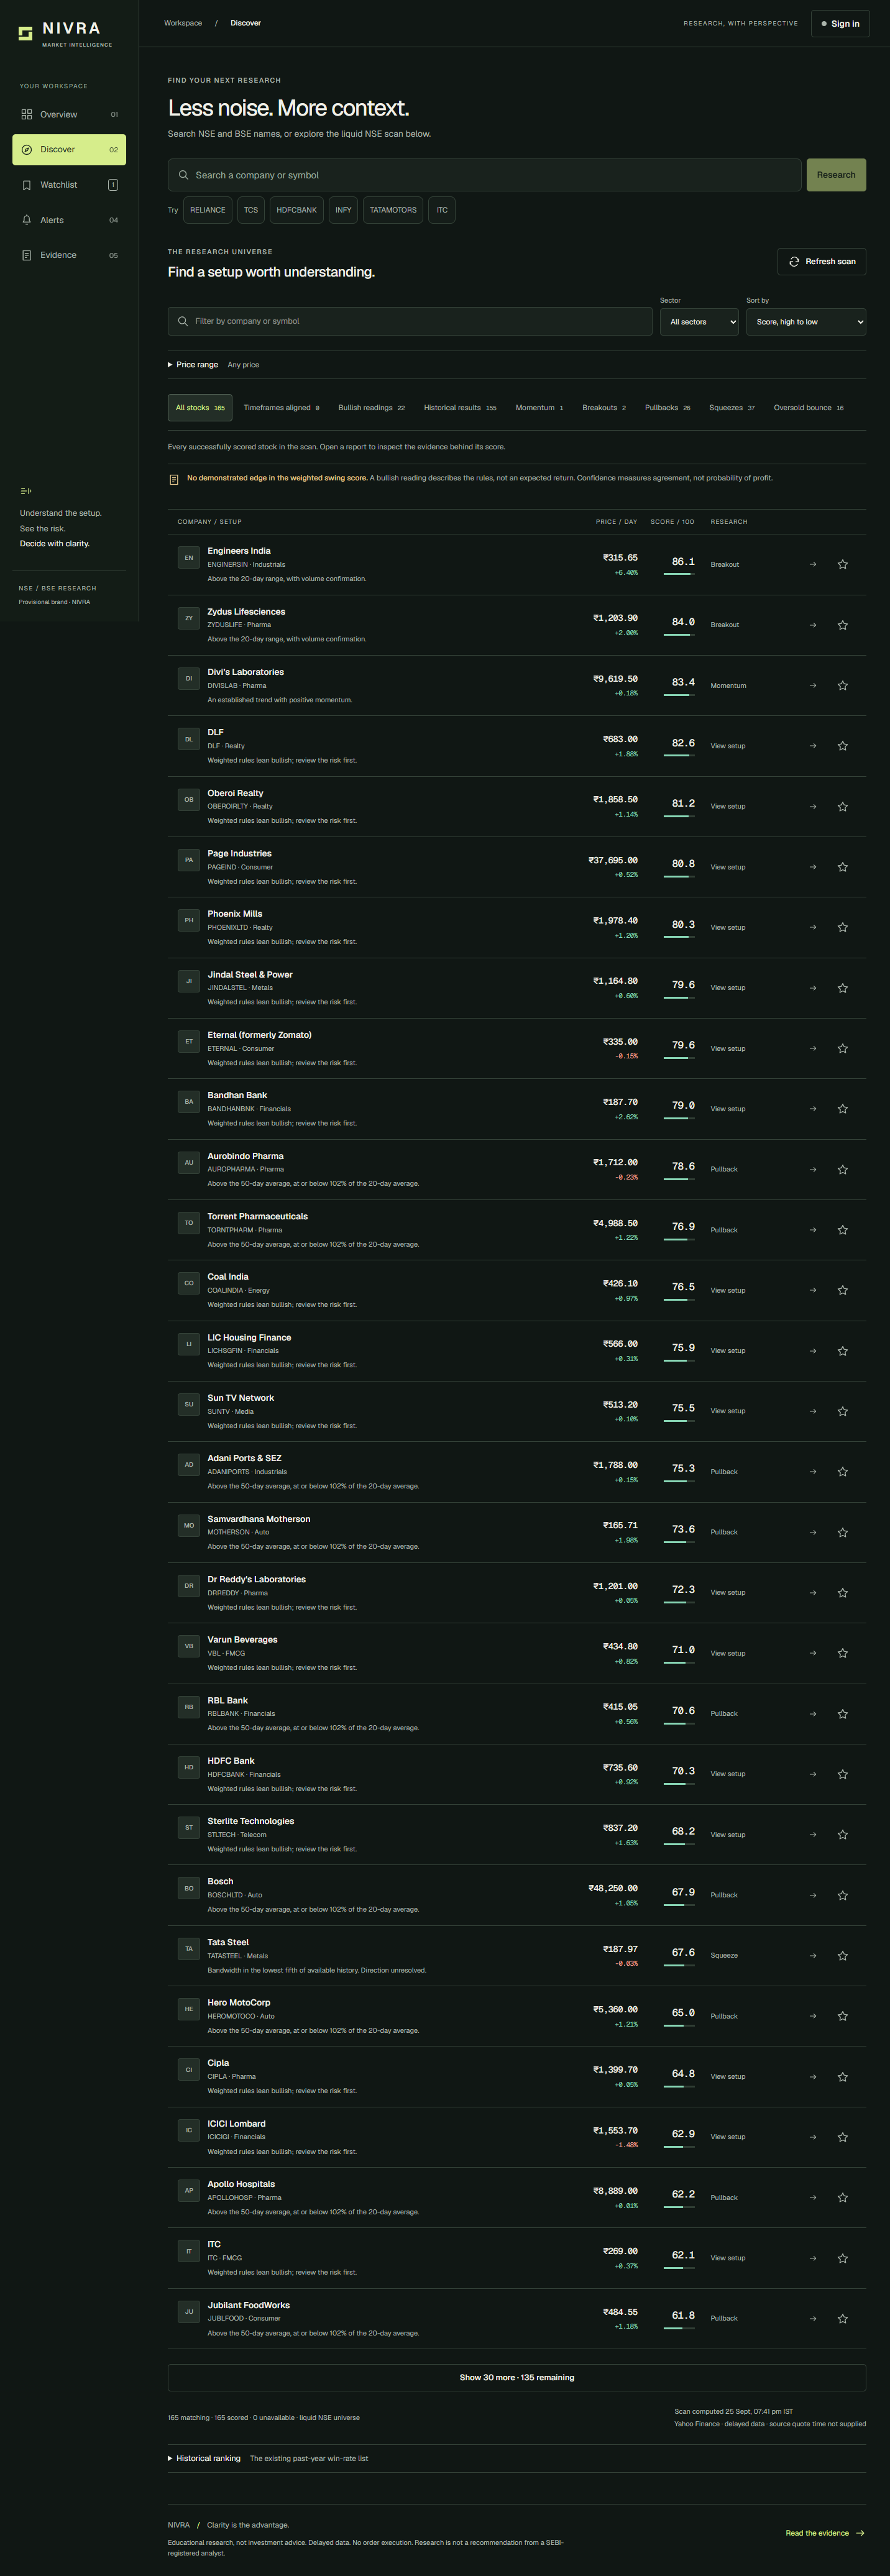 NIVRA
MARKET INTELLIGENCE
YOUR WORKSPACE
Overview 01
Discover 02
Watchlist 1
Alerts 04
Evidence 05
Understand the setup.
See the risk.
Decide with clarity.
NSE / BSE RESEARCH
Provisional brand · NIVRA
Workspace / Discover
RESEARCH, WITH PERSPECTIVE
Sign in
FIND YOUR NEXT RESEARCH
Less noise. More context.
Search NSE and BSE names, or explore the liquid NSE scan below.
Search a company or symbol
Research
Try RELIANCE TCS HDFCBANK INFY TATAMOTORS ITC
THE RESEARCH UNIVERSE
Find a setup worth understanding.
Refresh scan
Filter by company or symbol
Sector
All sectors
Sort by
Score, high to low
Price range Any price
All stocks 165 Timeframes aligned 0 Bullish readings 22 Historical results 155 Momentum 1 Breakouts 2 Pullbacks 26 Squeezes 37 Oversold bounce 16
Every successfully scored stock in the scan. Open a report to inspect the evidence behind its score.
No demonstrated edge in the weighted swing score. A bullish reading describes the rules, not an expected return. Confidence measures agreement, not probability of profit.
COMPANY / SETUP PRICE / DAY SCORE / 100 RESEARCH
EN
Engineers India
ENGINERSIN · Industrials
Above the 20-day range, with volume confirmation.
₹315.65
+6.40%
86.1
Breakout
ZY
Zydus Lifesciences
ZYDUSLIFE · Pharma
Above the 20-day range, with volume confirmation.
₹1,203.90
+2.00%
84.0
Breakout
DI
Divi's Laboratories
DIVISLAB · Pharma
An established trend with positive momentum.
₹9,619.50
+0.18%
83.4
Momentum
DL
DLF
DLF · Realty
Weighted rules lean bullish; review the risk first.
₹683.00
+1.88%
82.6
View setup
OB
Oberoi Realty
OBEROIRLTY · Realty
Weighted rules lean bullish; review the risk first.
₹1,858.50
+1.14%
81.2
View setup
PA
Page Industries
PAGEIND · Consumer
Weighted rules lean bullish; review the risk first.
₹37,695.00
+0.52%
80.8
View setup
PH
Phoenix Mills
PHOENIXLTD · Realty
Weighted rules lean bullish; review the risk first.
₹1,978.40
+1.20%
80.3
View setup
JI
Jindal Steel & Power
JINDALSTEL · Metals
Weighted rules lean bullish; review the risk first.
₹1,164.80
+0.60%
79.6
View setup
ET
Eternal (formerly Zomato)
ETERNAL · Consumer
Weighted rules lean bullish; review the risk first.
₹335.00
-0.15%
79.6
View setup
BA
Bandhan Bank
BANDHANBNK · Financials
Weighted rules lean bullish; review the risk first.
₹187.70
+2.62%
79.0
View setup
AU
Aurobindo Pharma
AUROPHARMA · Pharma
Above the 50-day average, at or below 102% of the 20-day average.
₹1,712.00
-0.23%
78.6
Pullback
TO
Torrent Pharmaceuticals
TORNTPHARM · Pharma
Above the 50-day average, at or below 102% of the 20-day average.
₹4,988.50
+1.22%
76.9
Pullback
CO
Coal India
COALINDIA · Energy
Weighted rules lean bullish; review the risk first.
₹426.10
+0.97%
76.5
View setup
LI
LIC Housing Finance
LICHSGFIN · Financials
Weighted rules lean bullish; review the risk first.
₹566.00
+0.31%
75.9
View setup
SU
Sun TV Network
SUNTV · Media
Weighted rules lean bullish; review the risk first.
₹513.20
+0.10%
75.5
View setup
AD
Adani Ports & SEZ
ADANIPORTS · Industrials
Above the 50-day average, at or below 102% of the 20-day average.
₹1,788.00
+0.15%
75.3
Pullback
MO
Samvardhana Motherson
MOTHERSON · Auto
Above the 50-day average, at or below 102% of the 20-day average.
₹165.71
+1.98%
73.6
Pullback
DR
Dr Reddy's Laboratories
DRREDDY · Pharma
Weighted rules lean bullish; review the risk first.
₹1,201.00
+0.05%
72.3
View setup
VB
Varun Beverages
VBL · FMCG
Weighted rules lean bullish; review the risk first.
₹434.80
+0.82%
71.0
View setup
RB
RBL Bank
RBLBANK · Financials
Above the 50-day average, at or below 102% of the 20-day average.
₹415.05
+0.56%
70.6
Pullback
HD
HDFC Bank
HDFCBANK · Financials
Weighted rules lean bullish; review the risk first.
₹735.60
+0.92%
70.3
View setup
ST
Sterlite Technologies
STLTECH · Telecom
Weighted rules lean bullish; review the risk first.
₹837.20
+1.63%
68.2
View setup
BO
Bosch
BOSCHLTD · Auto
Above the 50-day average, at or below 102% of the 20-day average.
₹48,250.00
+1.05%
67.9
Pullback
TA
Tata Steel
TATASTEEL · Metals
Bandwidth in the lowest fifth of available history. Direction unresolved.
₹187.97
-0.03%
67.6
Squeeze
HE
Hero MotoCorp
HEROMOTOCO · Auto
Above the 50-day average, at or below 102% of the 20-day average.
₹5,360.00
+1.21%
65.0
Pullback
CI
Cipla
CIPLA · Pharma
Weighted rules lean bullish; review the risk first.
₹1,399.70
+0.05%
64.8
View setup
IC
ICICI Lombard
ICICIGI · Financials
Weighted rules lean bullish; review the risk first.
₹1,553.70
-1.48%
62.9
View setup
AP
Apollo Hospitals
APOLLOHOSP · Pharma
Above the 50-day average, at or below 102% of the 20-day average.
₹8,889.00
+0.01%
62.2
Pullback
IT
ITC
ITC · FMCG
Weighted rules lean bullish; review the risk first.
₹269.00
+0.37%
62.1
View setup
JU
Jubilant FoodWorks
JUBLFOOD · Consumer
Above the 50-day average, at or below 102% of the 20-day average.
₹484.55
+1.18%
61.8
Pullback
Show 30 more · 135 remaining
165 matching · 165 scored · 0 unavailable · liquid NSE universe
Scan computed 25 Sept, 07:41 pm IST
Yahoo Finance · delayed data · source quote time not supplied
Historical ranking The existing past-year win-rate list
NIVRA / Clarity is the advantage.
Educational research, not investment advice. Delayed data. No order execution. Research is not a recommendation from a SEBI-
registered analyst.
Read the evidence